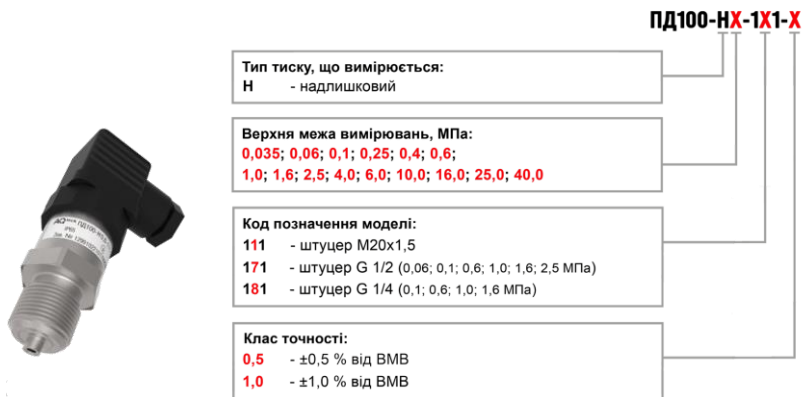 ПД100-НХ-1Х1-Х
Тип тиску, що вимірюється:
Н - надлишковий
Верхня межа вимірювань, МПа:
0,035; 0,06; 0,1; 0,25; 0,4; 0,6;
1,0; 1,6; 2,5; 4,0; 6,0; 10,0; 16,0; 25,0; 40,0
Код позначення моделі:
111 - штуцер M20x1,5
171 - штуцер G 1/2 (0,06; 0,1; 0,6; 1,0; 1,6; 2,5 МПа)
181 - штуцер G 1/4 (0,1; 0,6; 1,0; 1,6 МПа)
Клас точності:
0,5 - ±0,5 % від ВМВ
1,0 - ±1,0 % від ВМВ
IP65